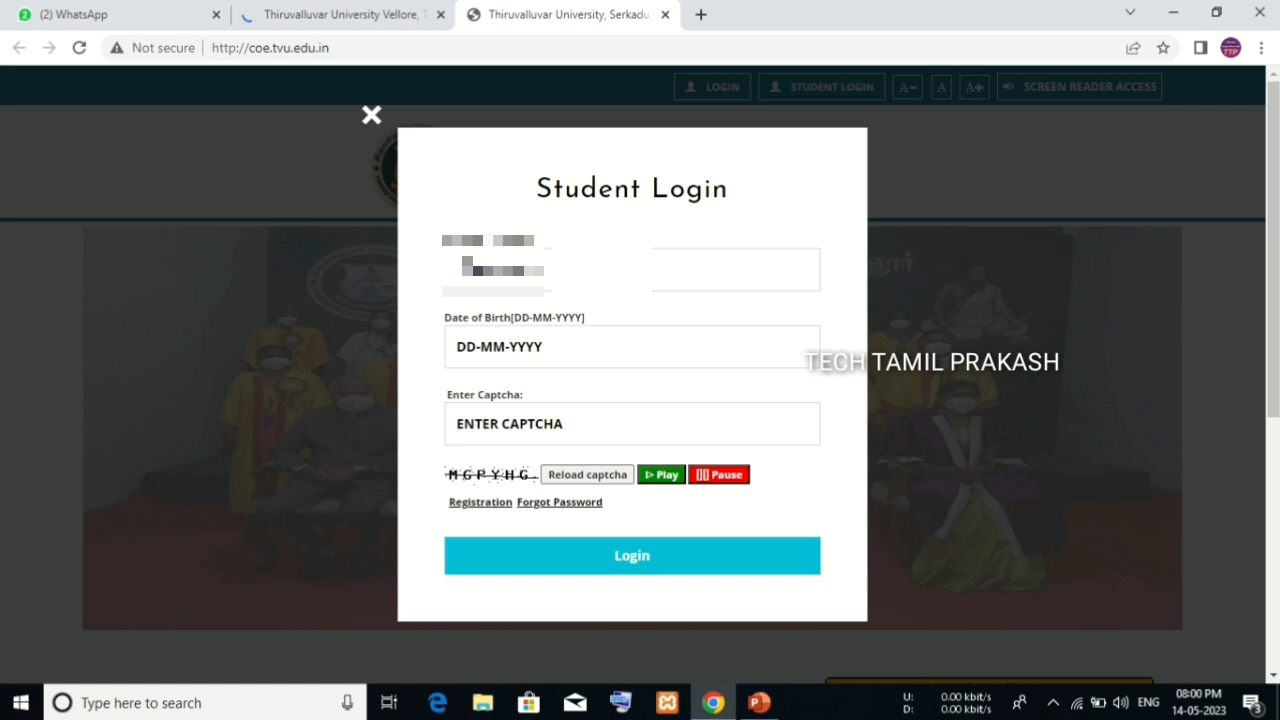 (2) WhatsApp
Thiruvalluvar University Vellore, T
Thiruvalluvar University, Serkadu,
Not secure
http://coe.tvu.edu.in
LOGIN
STUDENT LOGIN
A-
A
A+
SCREEN READER ACCESS
Student Login
Date of Birth[DD-MM-YYYY]
DD-MM-YYYY
TECH TAMIL PRAKASH
Enter Captcha:
ENTER CAPTCHA
Reload captcha
Play
Pause
Registration Forgot Password
Login
Type here to search
U: 0.00 kbit/s
D: 0.00 kbit/s
ENG
08:00 PM
14-05-2023
3